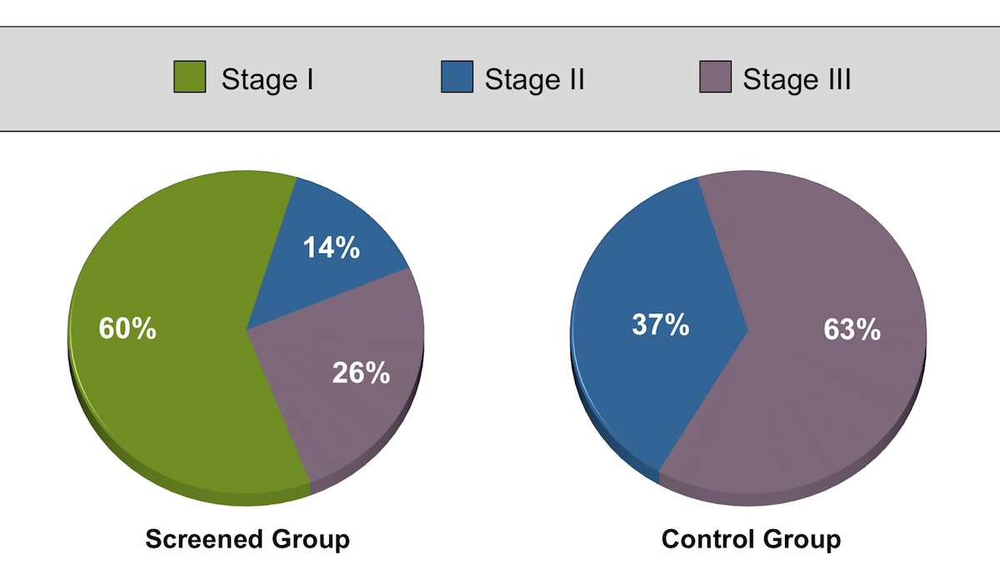 Stage I
Stage II
Stage III
14%
60%
26%
37%
63%
Screened Group
Control Group